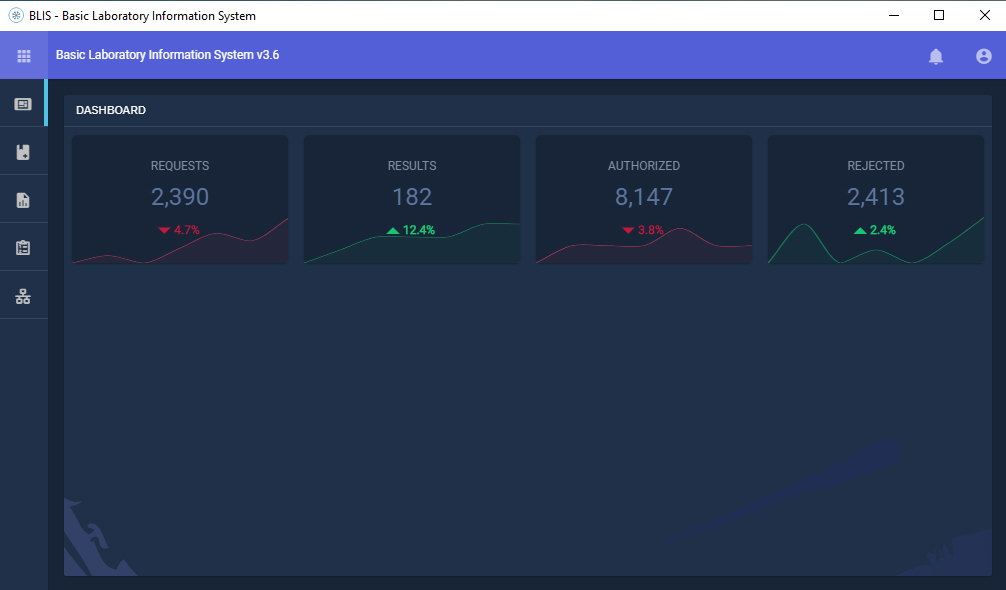 BLIS - Basic Laboratory Information System
Basic Laboratory Information System v3.6
DASHBOARD
REQUESTS
2,390
4.7%
RESULTS
182
12.4%
AUTHORIZED
8,147
3.8%
REJECTED
2,413
2.4%